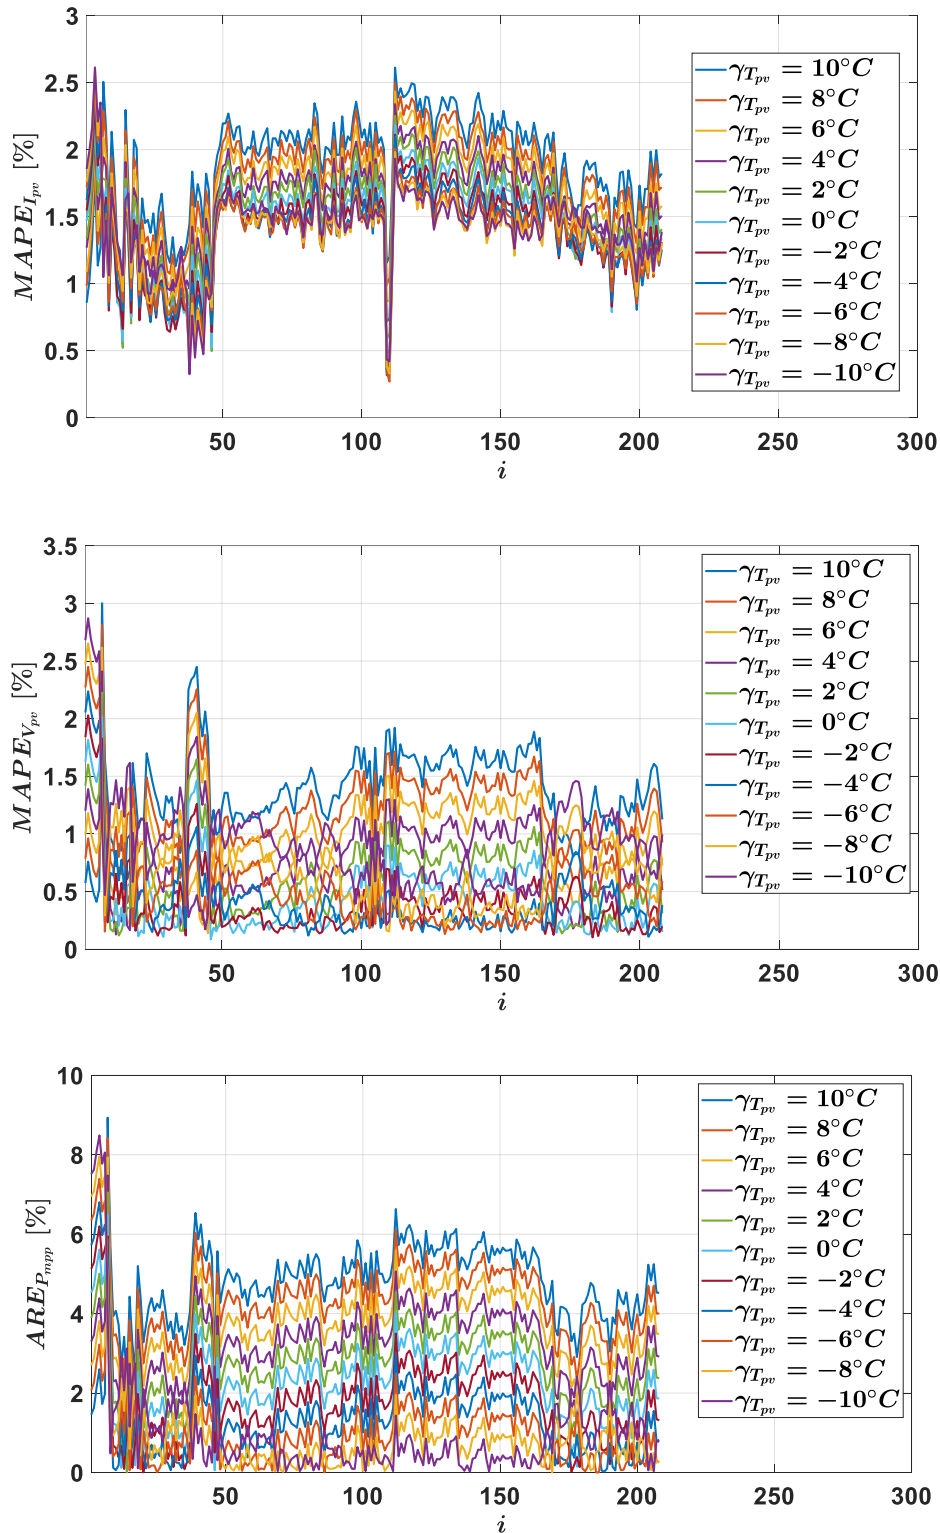 3
2.5
2
1.5
1
0.5
0
MAPE_{I_{pv}} [%]
50
100
150
200
250
300
i
γ_{T_{pv}} = 10°C
γ_{T_{pv}} = 8°C
γ_{T_{pv}} = 6°C
γ_{T_{pv}} = 4°C
γ_{T_{pv}} = 2°C
γ_{T_{pv}} = 0°C
γ_{T_{pv}} = −2°C
γ_{T_{pv}} = −4°C
γ_{T_{pv}} = −6°C
γ_{T_{pv}} = −8°C
γ_{T_{pv}} = −10°C
3.5
3
2.5
2
1.5
1
0.5
0
MAPE_{V_{pv}} [%]
50
100
150
200
250
300
i
γ_{T_{pv}} = 10°C
γ_{T_{pv}} = 8°C
γ_{T_{pv}} = 6°C
γ_{T_{pv}} = 4°C
γ_{T_{pv}} = 2°C
γ_{T_{pv}} = 0°C
γ_{T_{pv}} = −2°C
γ_{T_{pv}} = −4°C
γ_{T_{pv}} = −6°C
γ_{T_{pv}} = −8°C
γ_{T_{pv}} = −10°C
10
8
6
4
2
0
ARE_{P_{mpp}} [%]
50
100
150
200
250
300
i
γ_{T_{pv}} = 10°C
γ_{T_{pv}} = 8°C
γ_{T_{pv}} = 6°C
γ_{T_{pv}} = 4°C
γ_{T_{pv}} = 2°C
γ_{T_{pv}} = 0°C
γ_{T_{pv}} = −2°C
γ_{T_{pv}} = −4°C
γ_{T_{pv}} = −6°C
γ_{T_{pv}} = −8°C
γ_{T_{pv}} = −10°C